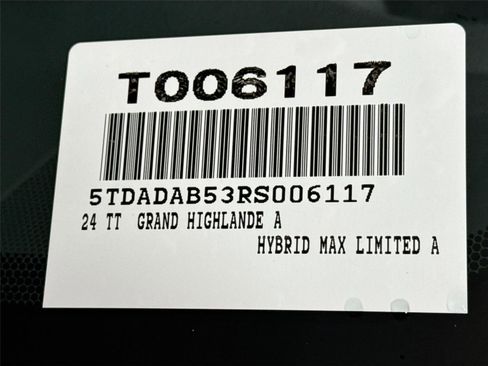 T006117
5TDADAB53RS006117
24 TT GRAND HIGHLANDE A
HYBRID MAX LIMITED A